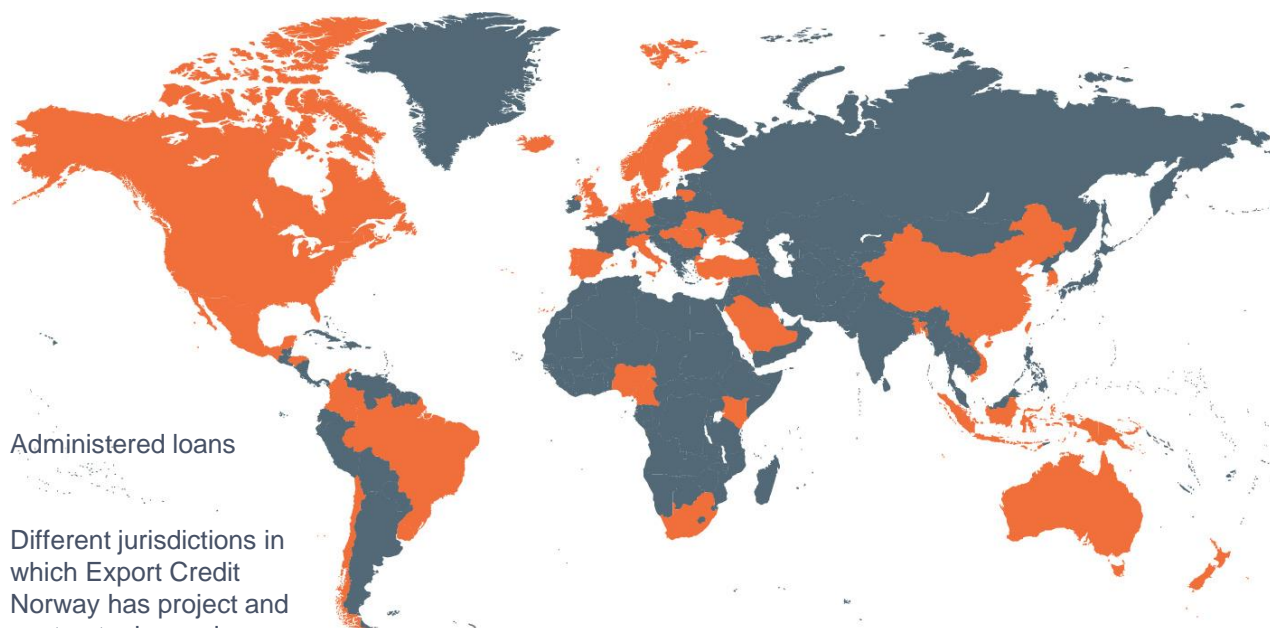 Administered loans
Different jurisdictions in
which Export Credit
Norway has project and